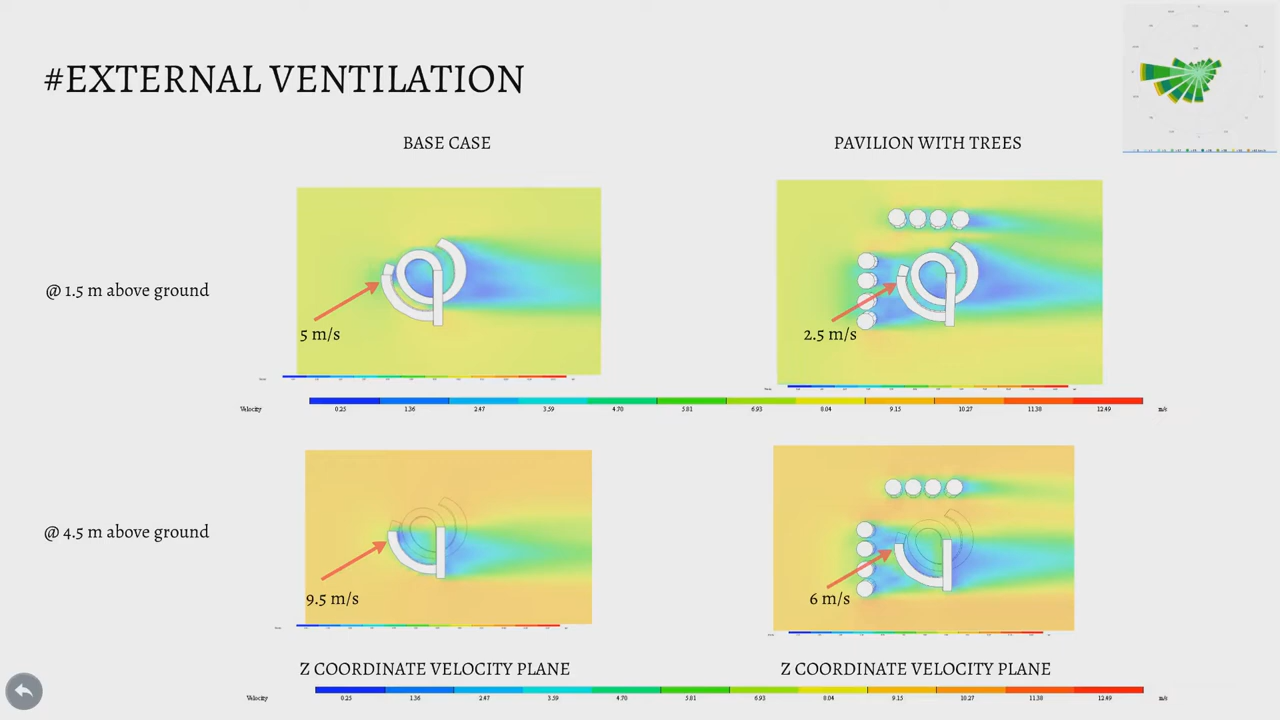 #EXTERNAL VENTILATION
BASE CASE
PAVILION WITH TREES
@ 1.5 m above ground
5 m/s
2.5 m/s
Velocity 0.25 1.36 2.47 3.59 4.70 5.81 6.93 8.04 9.15 10.27 11.38 12.49 m/s
@ 4.5 m above ground
9.5 m/s
6 m/s
Z COORDINATE VELOCITY PLANE
Z COORDINATE VELOCITY PLANE
Velocity 0.25 1.36 2.47 3.59 4.70 5.81 6.93 8.04 9.15 10.27 11.38 12.49 m/s